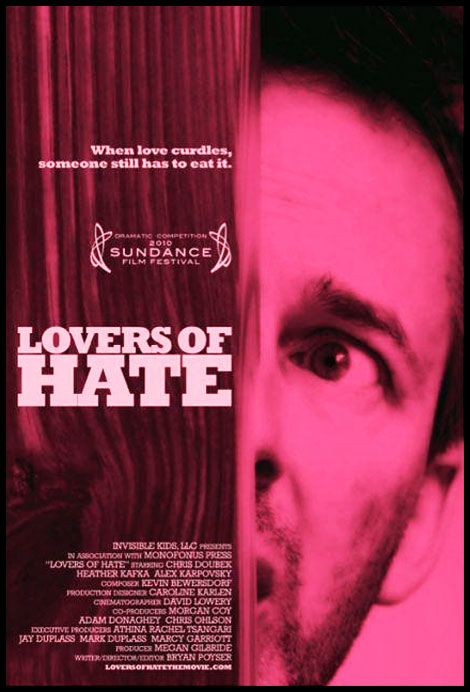 When love curdles,
someone still has to eat it.
DRAMATIC COMPETITION
2010
SUNDANCE
FILM FESTIVAL
LOVERS OF
HATE
INVISIBLE KIDS, LLC PRESENTS
IN ASSOCIATION WITH MONOFONUS PRESS
"LOVERS OF HATE" STARRING CHRIS DOUBEK
HEATHER KAFKA ALEX KARPOVSKY
COMPOSER KEVIN BEWERSDORF
PRODUCTION DESIGNER CAROLINE KARLEN
CINEMATOGRAPHER DAVID LOWERY
CO-PRODUCERS MORGAN COY
ADAM DONAGHEY CHRIS OHLSON
EXECUTIVE PRODUCERS ATHINA RACHEL TSANGARI
JAY DUPLASS MARK DUPLASS MARCY GARRIOTT
PRODUCER MEGAN GILBRIDE
WRITER/DIRECTOR/EDITOR BRYAN POYSER
LOVERSOFHATETHEMOVIE.COM